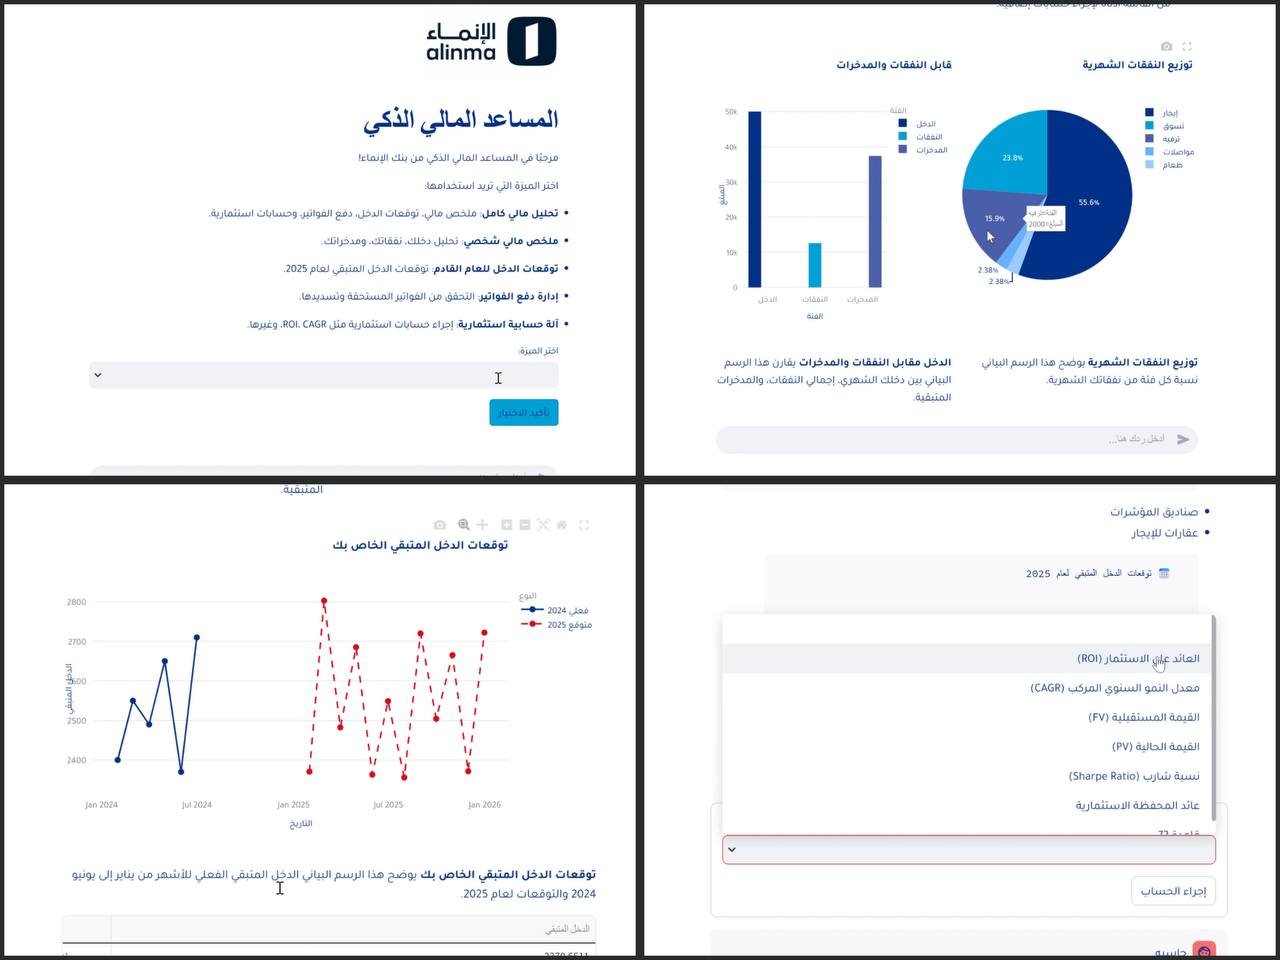 الإنماء
alinma
المساعد المالي الذكي
مرحبًا في المساعد المالي الذكي من بنك الإنماء!
اختر الميزة التي تريد استخدامها:
تحليل مالي كامل: ملخص مالي، توقعات الدخل، دفع الفواتير، وحسابات استثمارية.
ملخص مالي شخصي: تحليل دخلك، نفقاتك، ومدخراتك.
توقعات الدخل للعام القادم: توقعات الدخل المتبقي لعام 2025.
إدارة دفع الفواتير: التحقق من الفواتير المستحقة وتسديدها.
آلة حسابية استثمارية: إجراء حسابات استثمارية مثل ROI، CAGR، وغيرها.
اختر الميزة:
تأكيد الاختيار
توزيع النفقات الشهرية
إيجار
تسوق
ترفيه
مواصلات
طعام
55.6%
23.8%
15.9%
2.38%
2.38%
الفئة=ترفيه
المبلغ=2000
قابل النفقات والمدخرات
الفئة
الدخل
النفقات
المدخرات
50k
40k
30k
20k
10k
0
المبلغ
الدخل
النفقات
المدخرات
الفئة
توزيع النفقات الشهرية يوضح هذا الرسم البياني
نسبة كل فئة من نفقاتك الشهرية.
الدخل مقابل النفقات والمدخرات يقارن هذا الرسم
البياني بين دخلك الشهري، إجمالي النفقات، والمدخرات
المتبقية.
أدخل ردك هنا...
المتبقية.
توقعات الدخل المتبقي الخاص بك
النوع
فعلي 2024
متوقع 2025
2800
2700
2600
2500
2400
الدخل المتبقي
Jan 2024
Jul 2024
Jan 2025
Jul 2025
Jan 2026
التاريخ
توقعات الدخل المتبقي الخاص بك يوضح هذا الرسم البياني الدخل المتبقي الفعلي للأشهر من يناير إلى يونيو
2024 والتوقعات لعام 2025.
الدخل المتبقي
صناديق المؤشرات
عقارات للإيجار
توقعات الدخل المتبقي لعام 2025
العائد على الاستثمار (ROI)
معدل النمو السنوي المركب (CAGR)
القيمة المستقبلية (FV)
القيمة الحالية (PV)
نسبة شارب (Sharpe Ratio)
عائد المحفظة الاستثمارية
قاعدة 72
إجراء الحساب